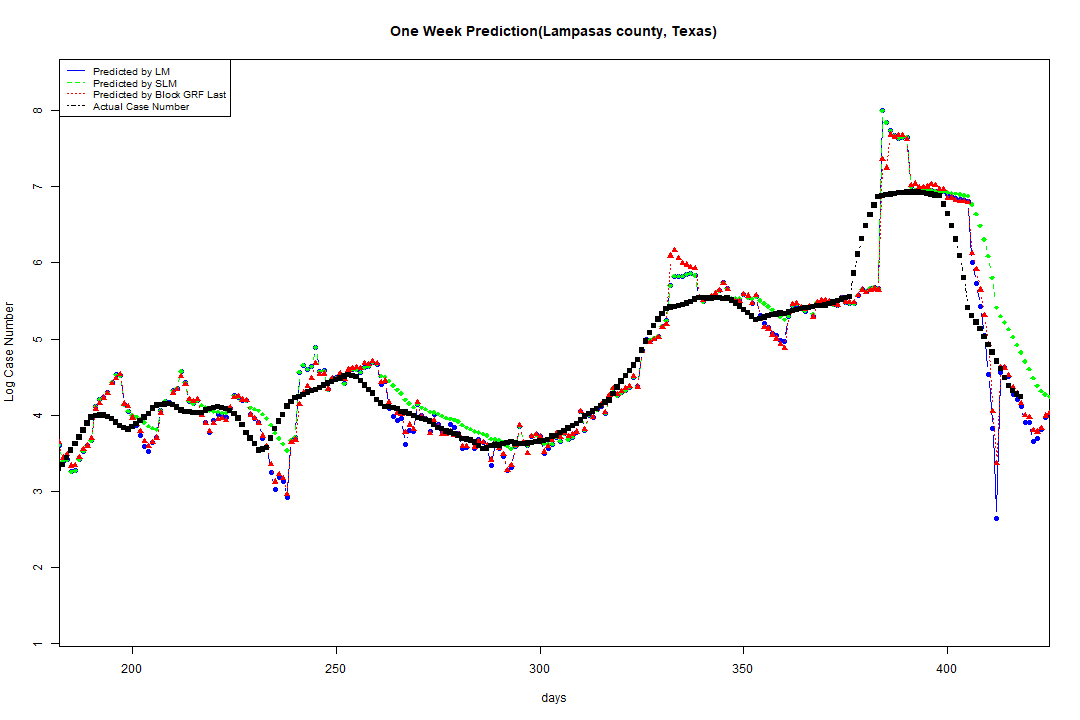 One Week Prediction(Lampasas county, Texas)
Predicted by LM
Predicted by SLM
Predicted by Block GRF Last
Actual Case Number
8
7
6
5
4
3
2
1
Log Case Number
200 250 300 350 400
days